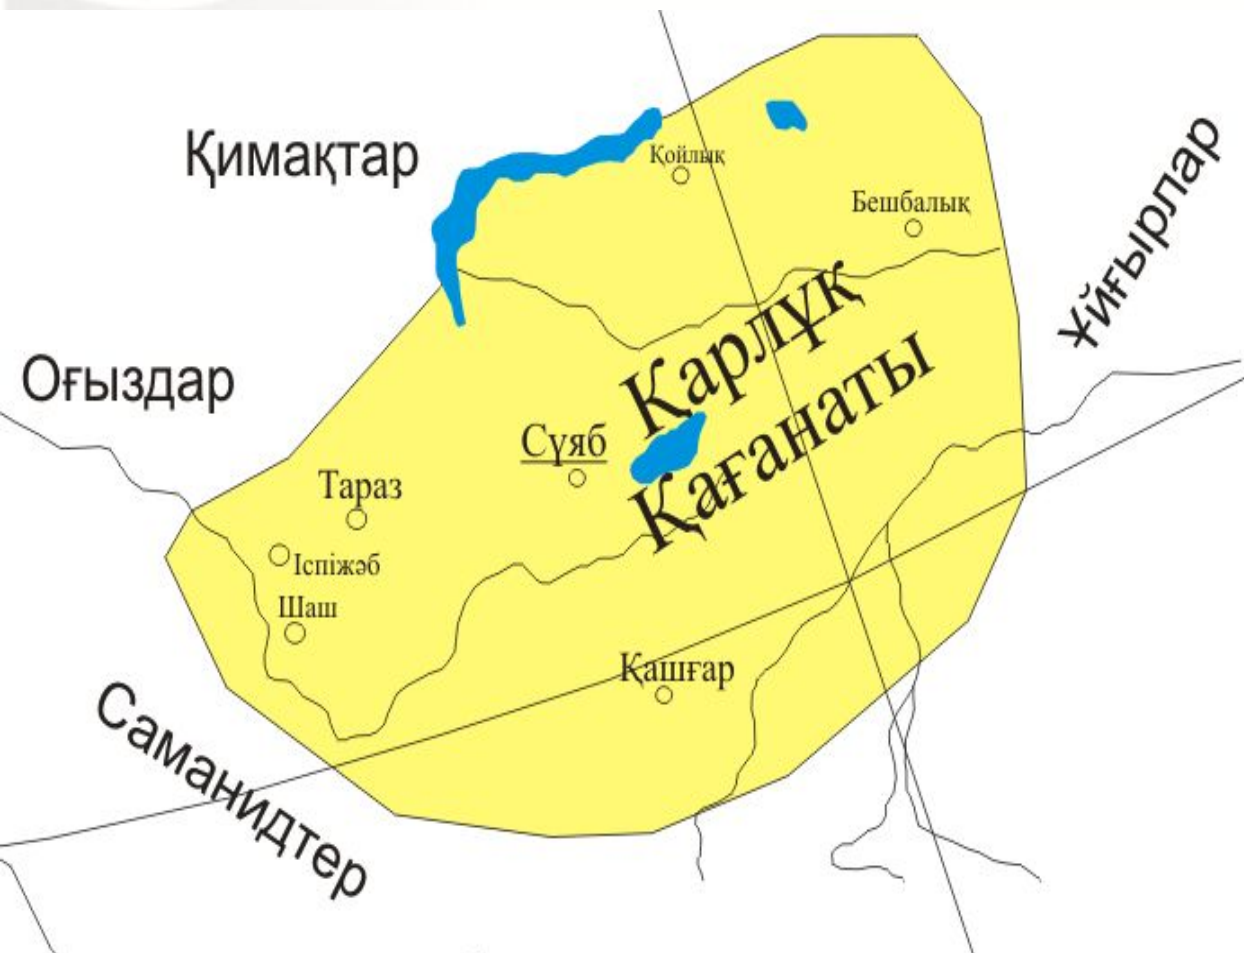 Қимақтар
Қойлық
Бешбалық
Ұйғырлар
Оғыздар
Қарлұқ
Қағанаты
Сүяб
Тараз
Іспіжәб
Шаш
Қашғар
Саманидтер